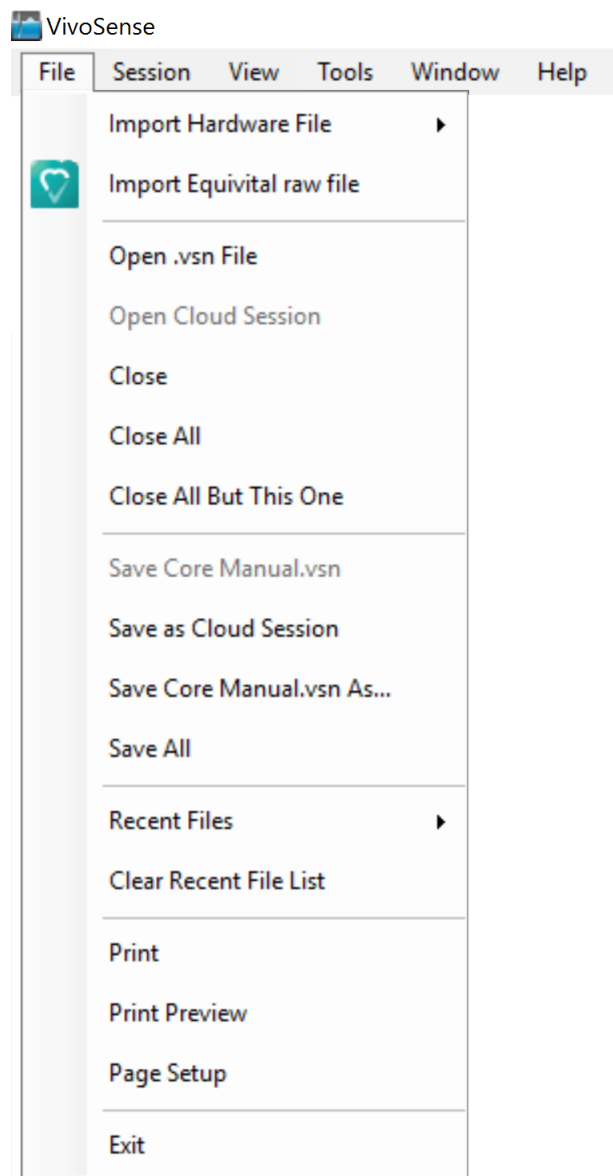 VivoSense
File Session View Tools Window Help
Import Hardware File
Import Equivital raw file
Open .vsn File
Open Cloud Session
Close
Close All
Close All But This One
Save Core Manual.vsn
Save as Cloud Session
Save Core Manual.vsn As...
Save All
Recent Files
Clear Recent File List
Print
Print Preview
Page Setup
Exit